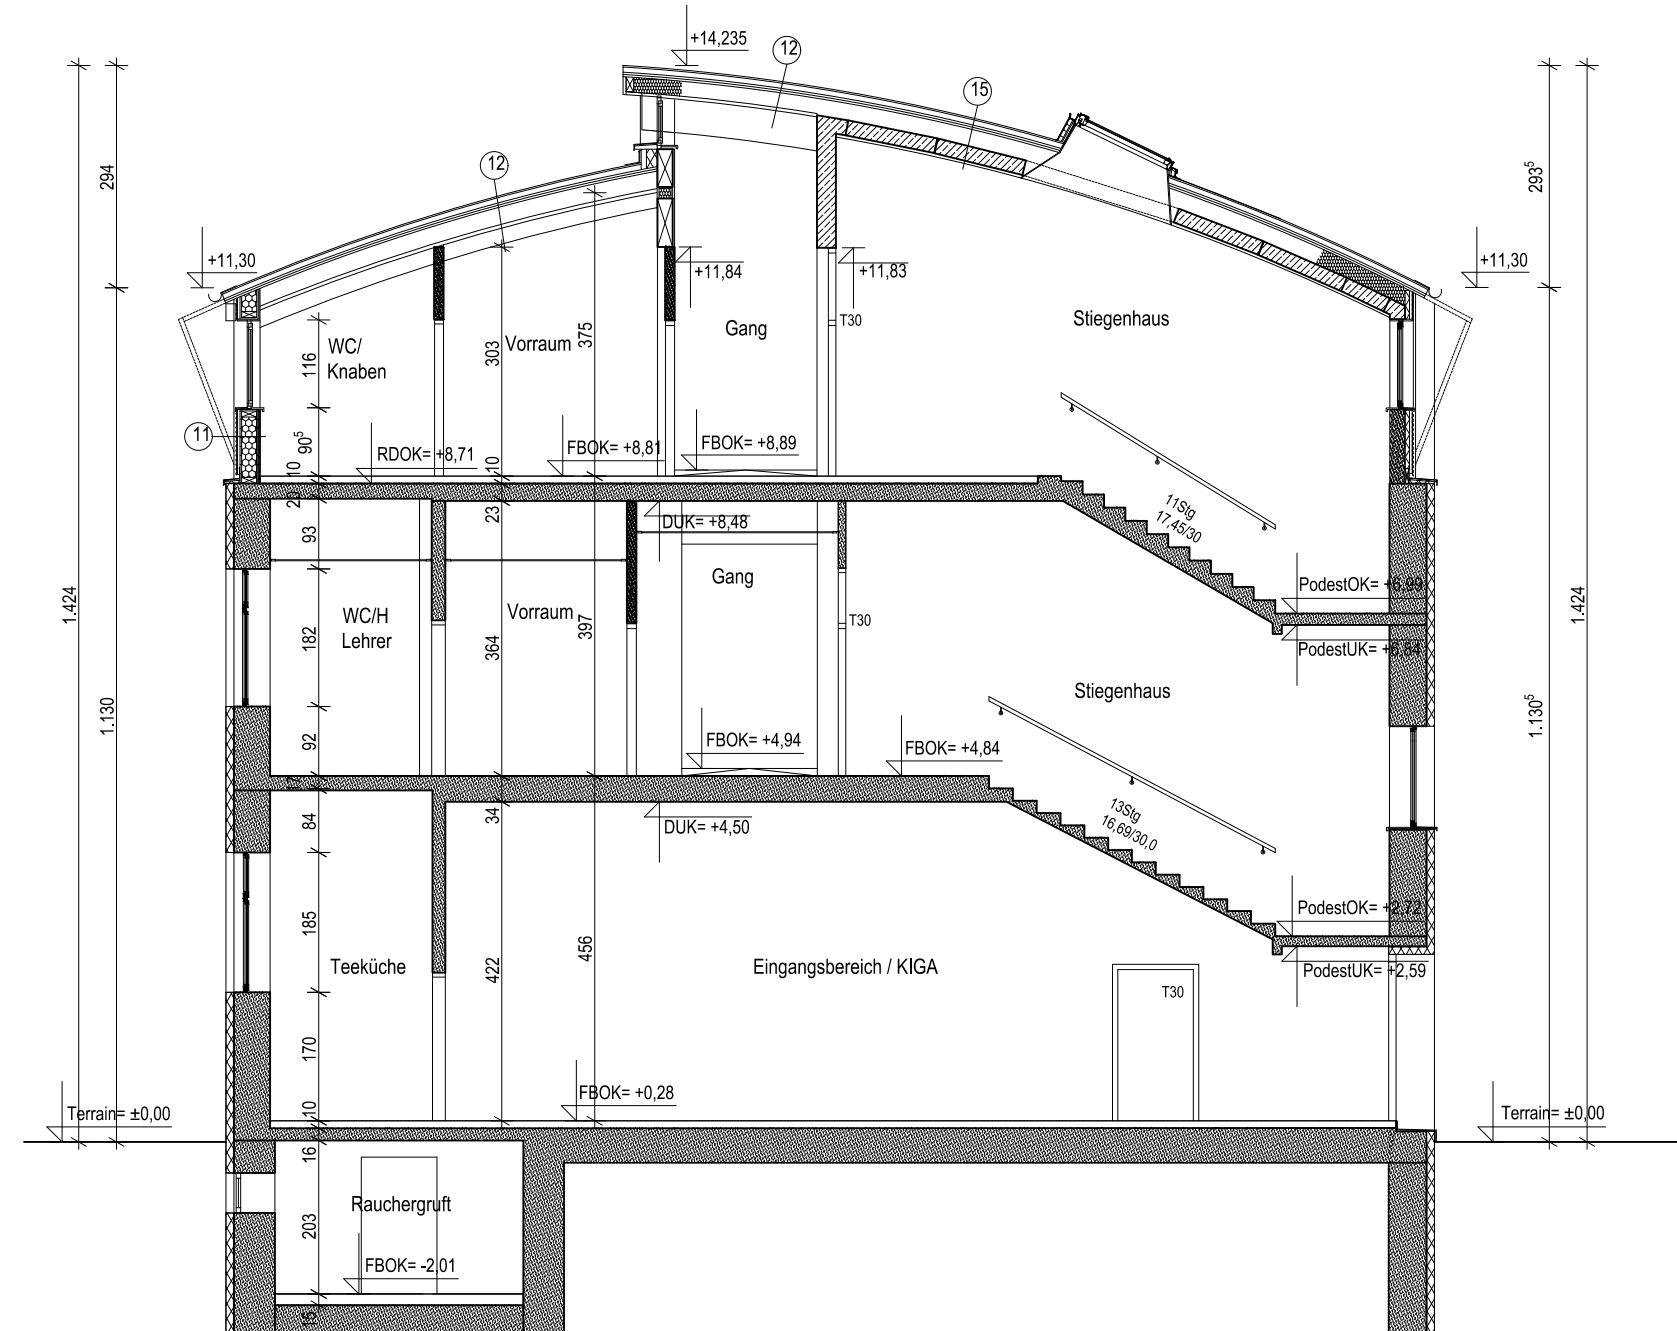 +14,235
12
15
294
293⁵
12
+11,30
+11,30
+11,84
+11,83
T30
Gang
Stiegenhaus
WC/
Knaben
Vorraum
116
303
375
11
90⁵
RDOK= +8,71
FBOK= +8,81
FBOK= +8,89
10
10
20
23
93
DUK= +8,48
11Stg
17,45/30
Gang
PodestOK= +6,99
1.424
1.424
WC/H
Lehrer
Vorraum
T30
182
364
397
PodestUK= +6,84
Stiegenhaus
1.130
1.130⁵
92
FBOK= +4,94
FBOK= +4,84
17
84
34
DUK= +4,50
13Stg
16,69/30,0
PodestOK= +2,72
185
422
456
Teeküche
Eingangsbereich / KIGA
PodestUK= +2,59
T30
170
FBOK= +0,28
10
Terrain= ±0,00
Terrain= ±0,00
16
Rauchergruft
203
FBOK= -2,01
15